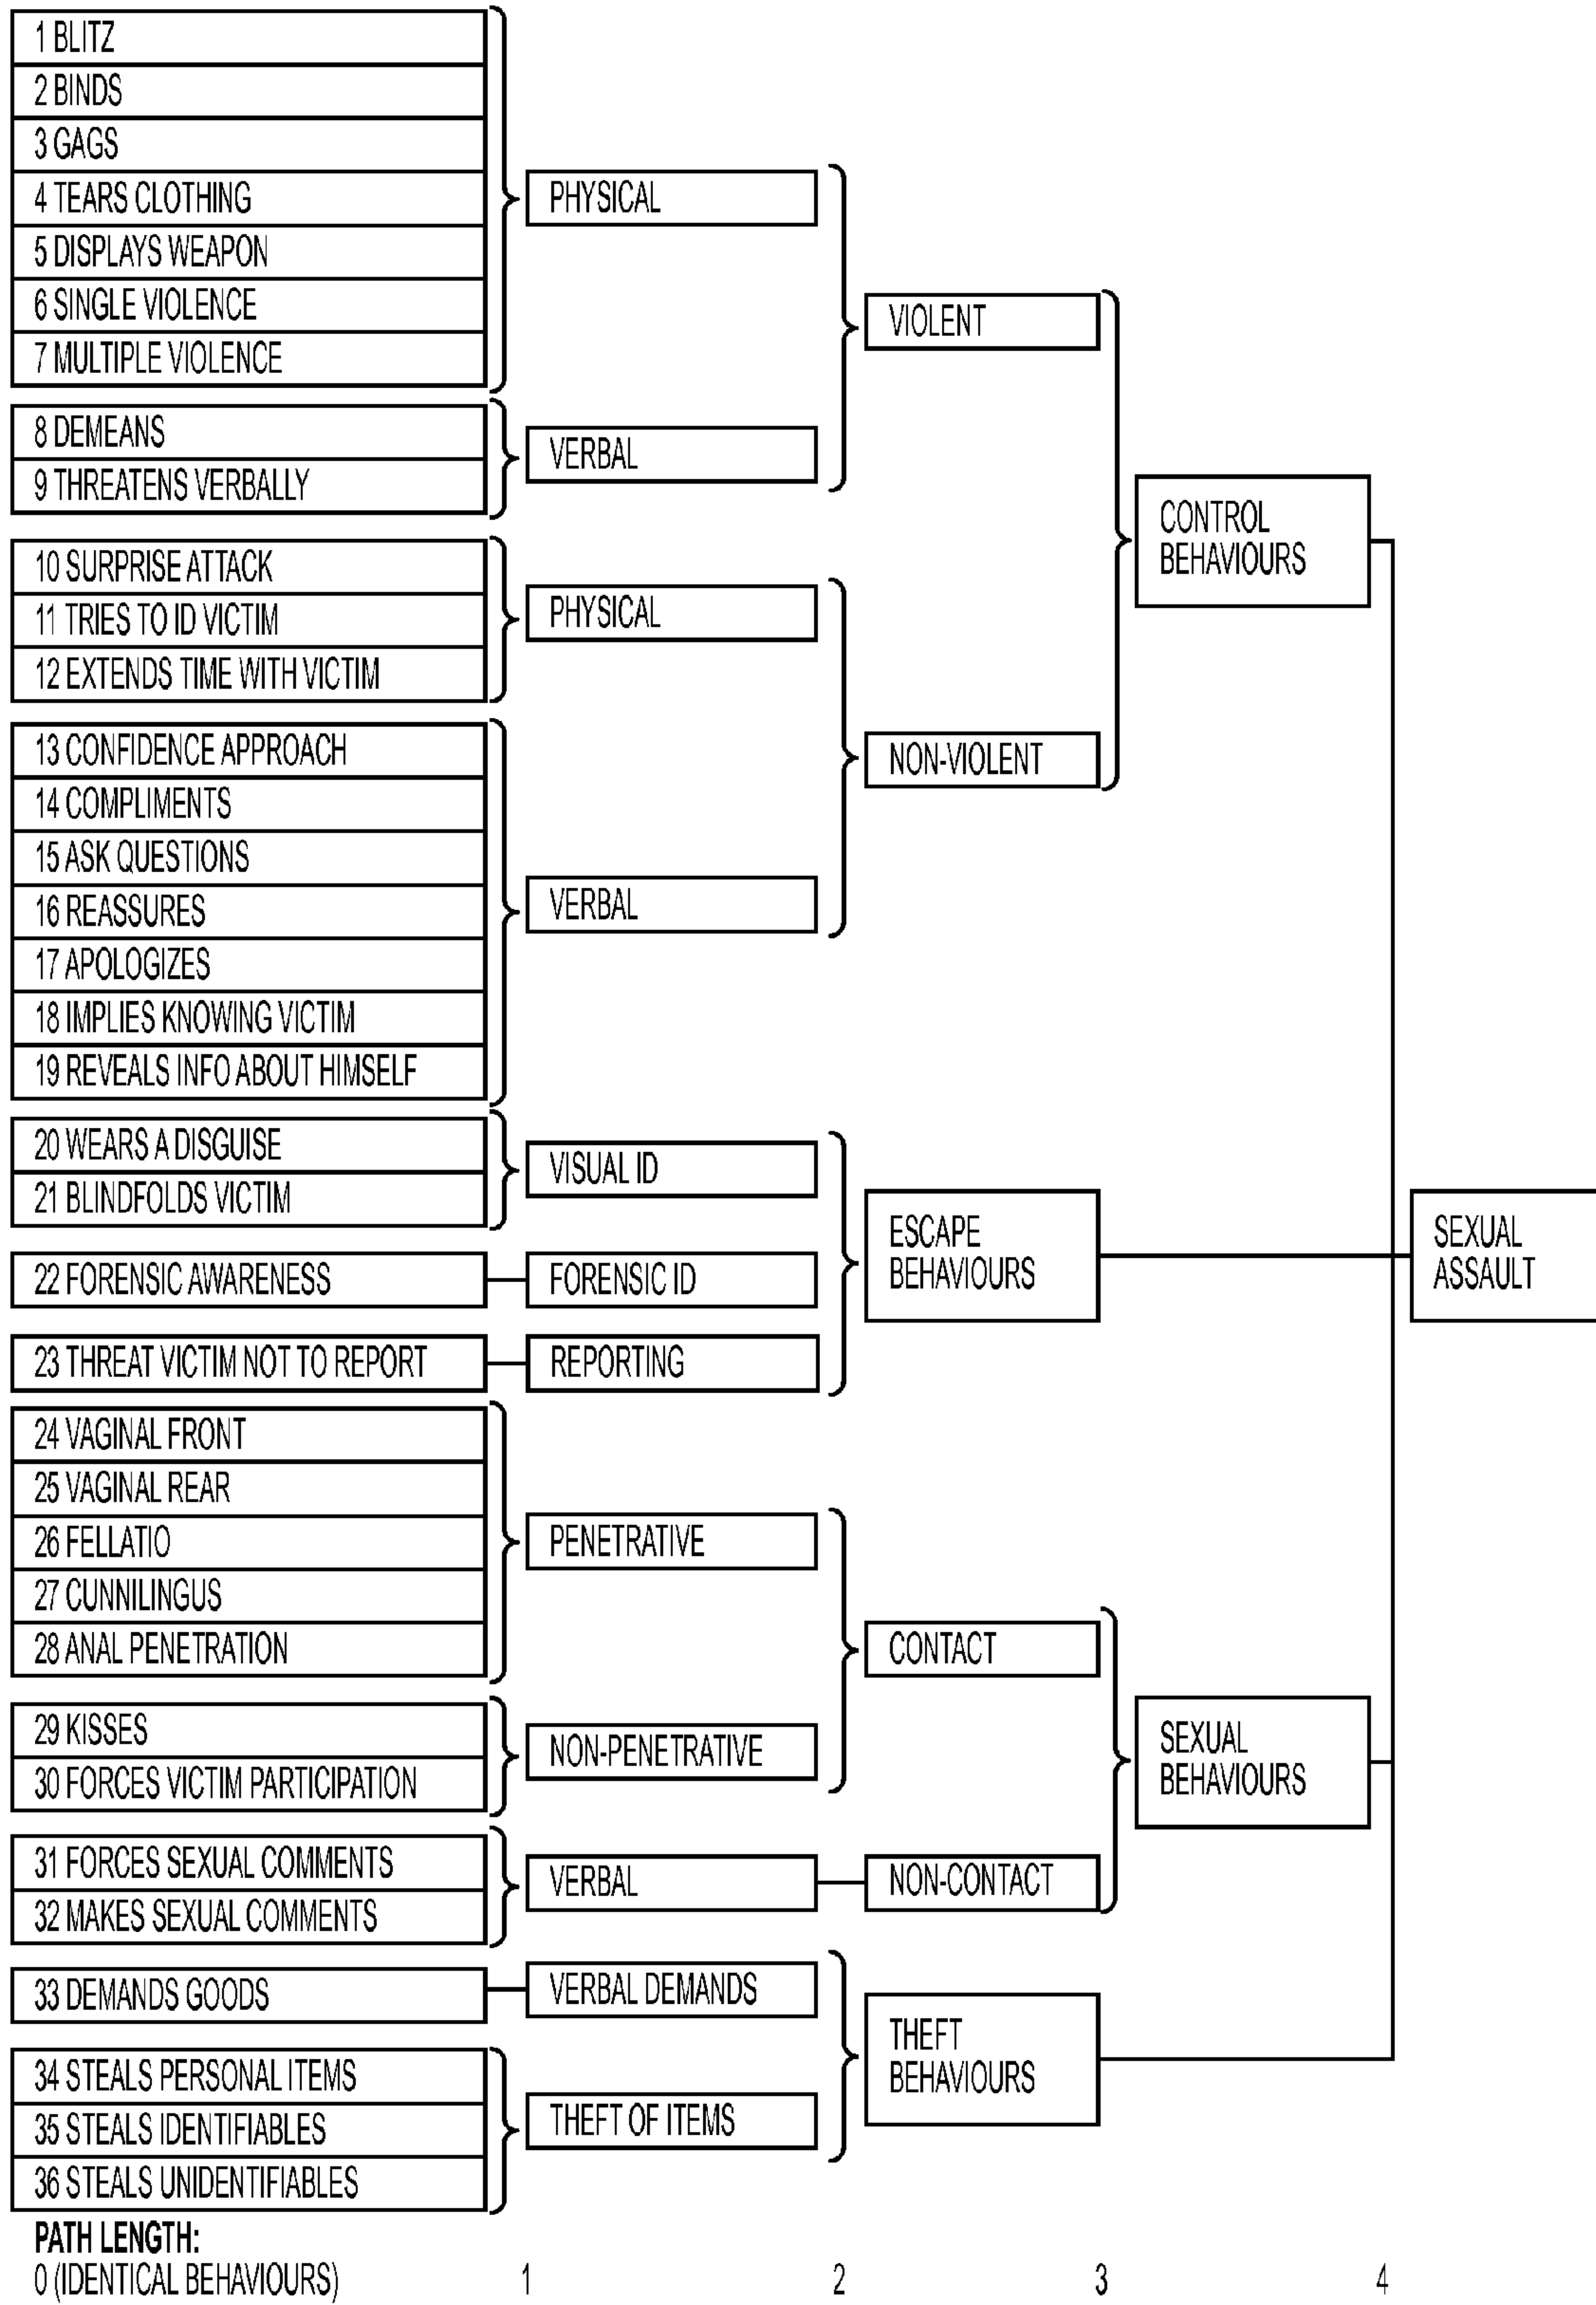 1 BLITZ
2 BINDS
3 GAGS
4 TEARS CLOTHING
5 DISPLAYS WEAPON
6 SINGLE VIOLENCE
7 MULTIPLE VIOLENCE
8 DEMEANS
9 THREATENS VERBALLY
10 SURPRISE ATTACK
11 TRIES TO ID VICTIM
12 EXTENDS TIME WITH VICTIM
13 CONFIDENCE APPROACH
14 COMPLIMENTS
15 ASK QUESTIONS
16 REASSURES
17 APOLOGIZES
18 IMPLIES KNOWING VICTIM
19 REVEALS INFO ABOUT HIMSELF
20 WEARS A DISGUISE
21 BLINDFOLDS VICTIM
22 FORENSIC AWARENESS
23 THREAT VICTIM NOT TO REPORT
24 VAGINAL FRONT
25 VAGINAL REAR
26 FELLATIO
27 CUNNILINGUS
28 ANAL PENETRATION
29 KISSES
30 FORCES VICTIM PARTICIPATION
31 FORCES SEXUAL COMMENTS
32 MAKES SEXUAL COMMENTS
33 DEMANDS GOODS
34 STEALS PERSONAL ITEMS
35 STEALS IDENTIFIABLES
36 STEALS UNIDENTIFIABLES
PHYSICAL
VERBAL
PHYSICAL
VERBAL
VISUAL ID
FORENSIC ID
REPORTING
PENETRATIVE
NON-PENETRATIVE
VERBAL
VERBAL DEMANDS
THEFT OF ITEMS
VIOLENT
NON-VIOLENT
ESCAPE
BEHAVIOURS
CONTACT
NON-CONTACT
THEFT
BEHAVIOURS
CONTROL
BEHAVIOURS
SEXUAL
BEHAVIOURS
SEXUAL
ASSAULT
PATH LENGTH:
0 (IDENTICAL BEHAVIOURS) 1 2 3 4